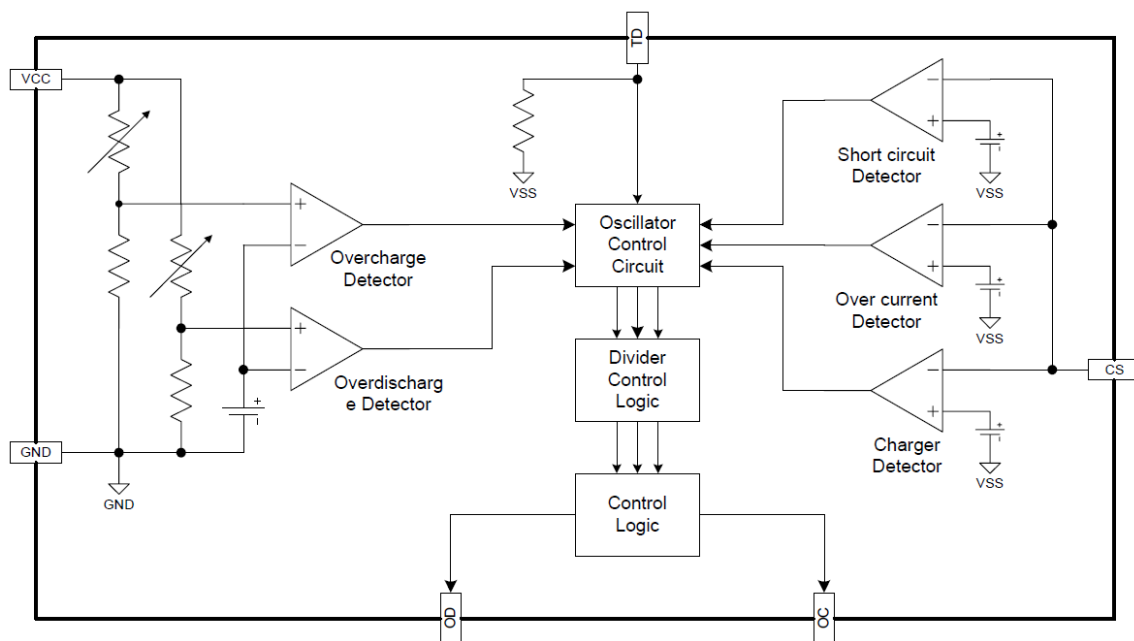 TD
VCC
VSS
+
-
Short circuit
Detector
-
+
+
-
VSS
+
-
Overcharge
Detector
Oscillator
Control
Circuit
-
+
+
-
Over current
Detector
VSS
+
-
Overdischarg
e Detector
+
-
Divider
Control
Logic
-
+
+
-
CS
Charger
Detector
VSS
GND
GND
Control
Logic
OD
OC